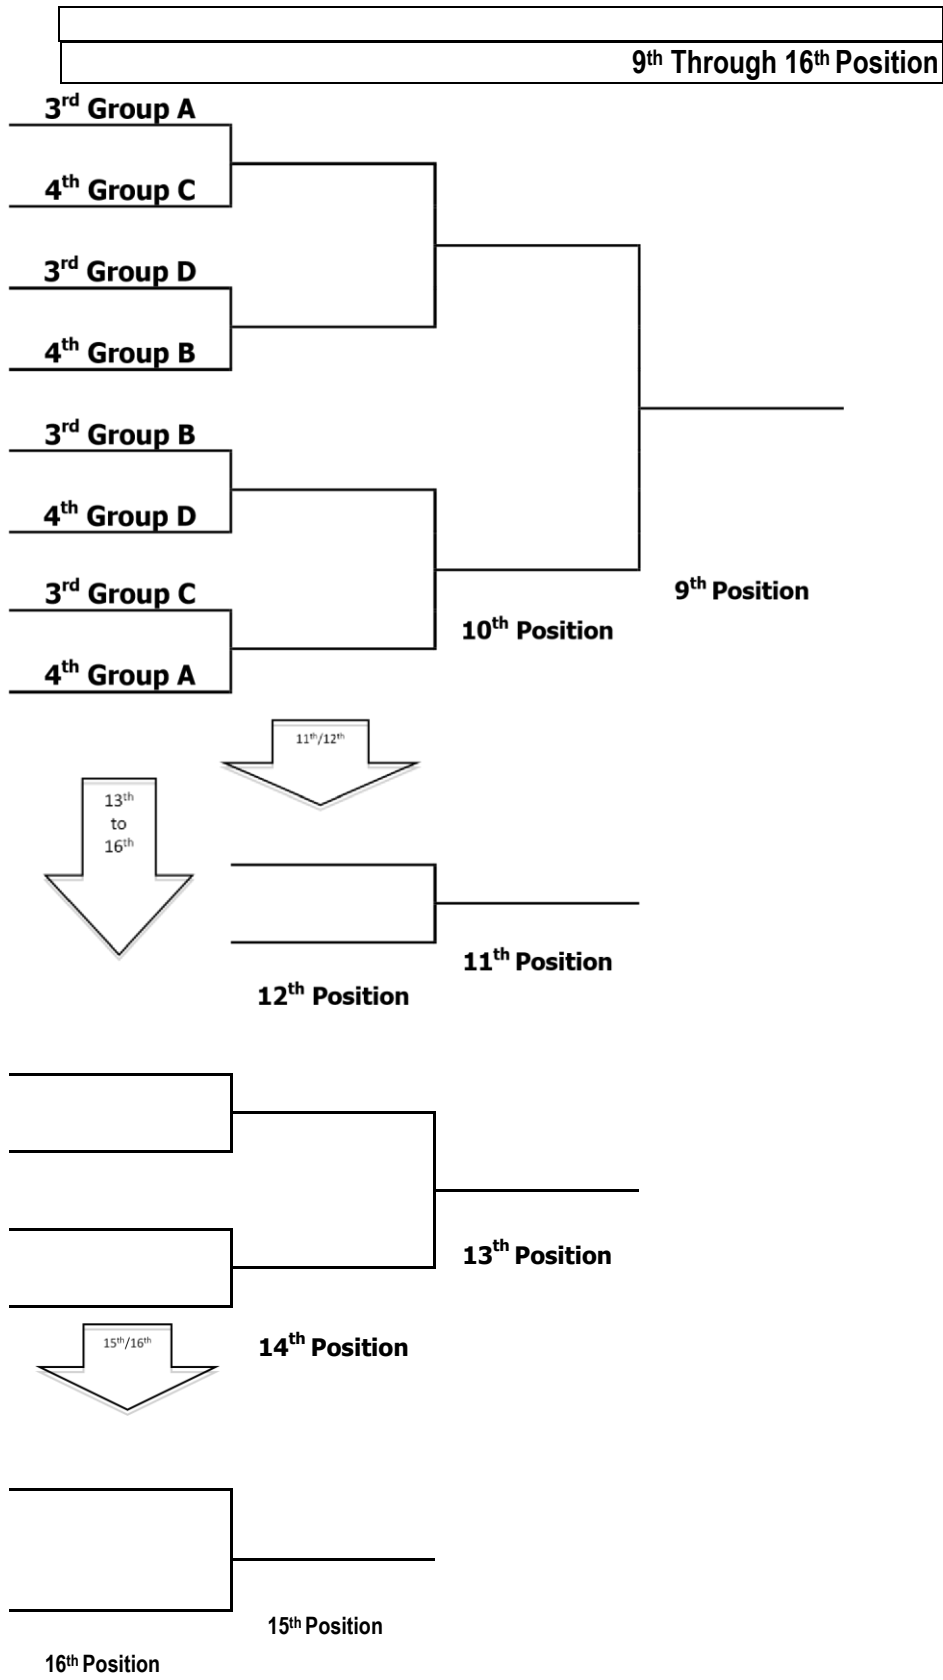 9th Through 16th Position
3rd Group A
4th Group C
3rd Group D
4th Group B
3rd Group B
4th Group D
3rd Group C
4th Group A
9th Position
10th Position
11th/12th
13th
to
16th
11th Position
12th Position
13th Position
14th Position
15th/16th
15th Position
16th Position